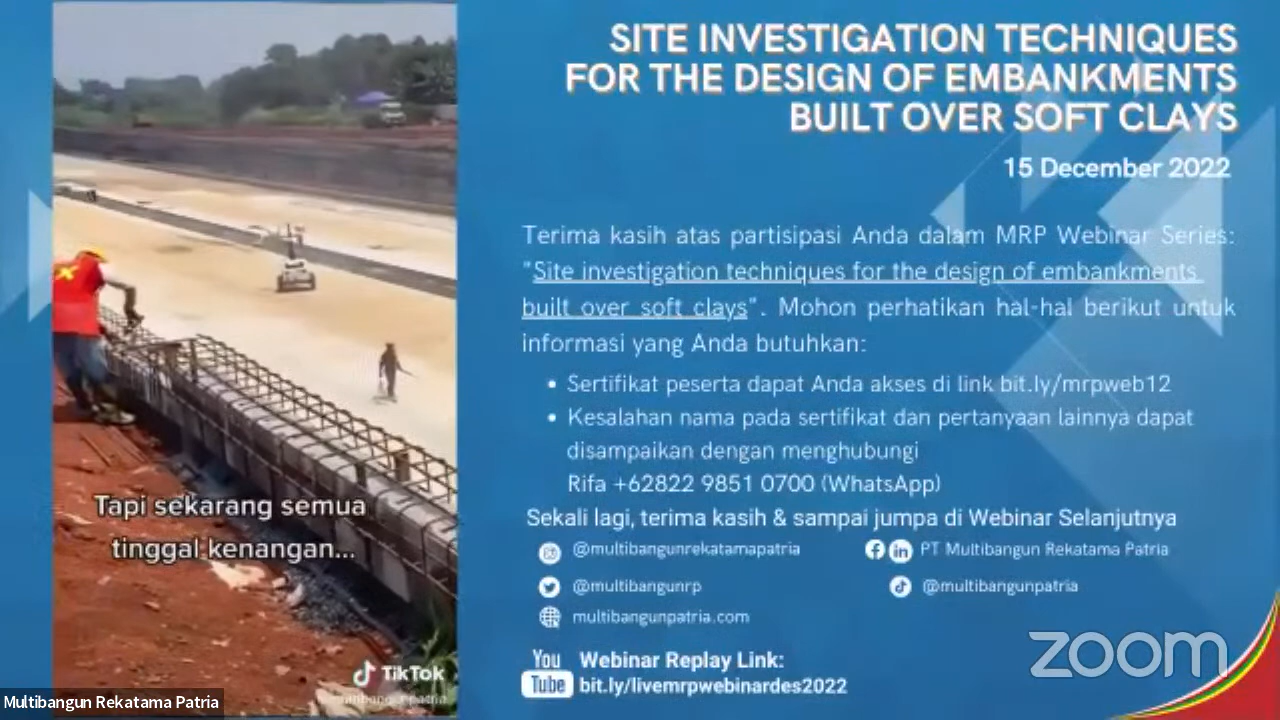 SITE INVESTIGATION TECHNIQUES
FOR THE DESIGN OF EMBANKMENTS
BUILT OVER SOFT CLAYS
15 December 2022
Terima kasih atas partisipasi Anda dalam MRP Webinar Series:
"Site investigation techniques for the design of embankments
built over soft clays". Mohon perhatikan hal-hal berikut untuk
informasi yang Anda butuhkan:
• Sertifikat peserta dapat Anda akses di link bit.ly/mrpweb12
• Kesalahan nama pada sertifikat dan pertanyaan lainnya dapat
disampaikan dengan menghubungi
Rifa +62822 9851 0700 (WhatsApp)
Sekali lagi, terima kasih & sampai jumpa di Webinar Selanjutnya
@multibangunrekatamapatria
PT Multibangun Rekatama Patria
@multibangunrp
@multibangunpatria
multibangunpatria.com
You Tube
Webinar Replay Link:
bit.ly/livemrpwebinardes2022
zoom
Tapi sekarang semua
tinggal kenangan...
TikTok
Multibangun Rekatama Patria